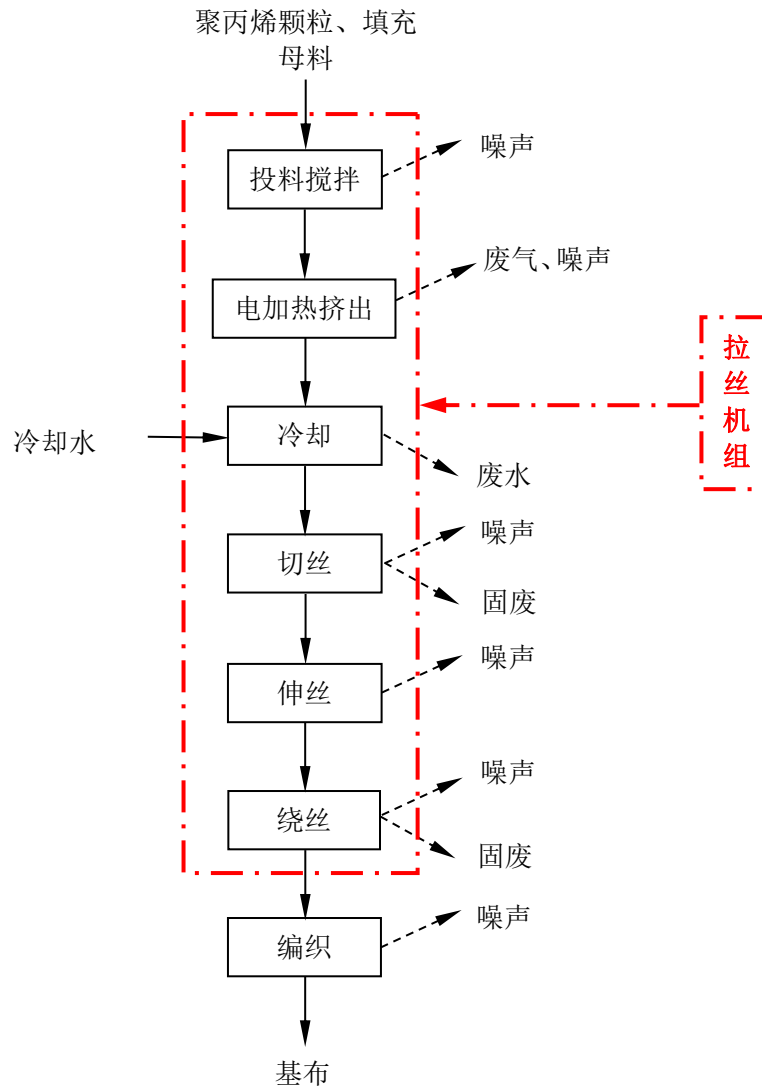 聚丙烯颗粒、填充
母料
投料搅拌
噪声
电加热挤出
废气、噪声
拉
丝
机
组
冷却水
冷却
废水
切丝
噪声
固废
伸丝
噪声
绕丝
噪声
固废
编织
噪声
基布